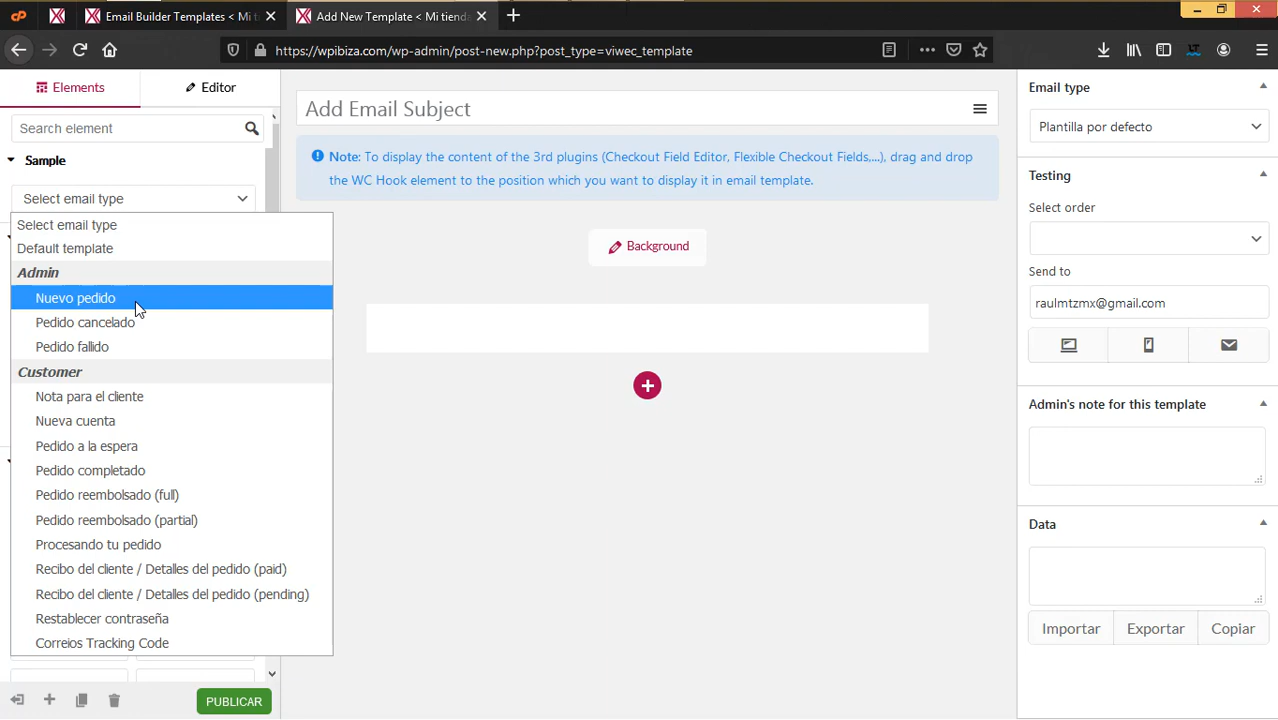 Email Builder Templates < Mi ti
Add New Template < Mi tienda
https://wpibiza.com/wp-admin/post-new.php?post_type=viwec_template
Elements
Editor
Search element
Sample
Select email type
Select email type
Default template
Admin
Nuevo pedido
Pedido cancelado
Pedido fallido
Customer
Nota para el cliente
Nueva cuenta
Pedido a la espera
Pedido completado
Pedido reembolsado (full)
Pedido reembolsado (partial)
Procesando tu pedido
Recibo del cliente / Detalles del pedido (paid)
Recibo del cliente / Detalles del pedido (pending)
Restablecer contraseña
Correios Tracking Code
PUBLICAR
Add Email Subject
Note: To display the content of the 3rd plugins (Checkout Field Editor, Flexible Checkout Fields,...), drag and drop
the WC Hook element to the position which you want to display it in email template.
Background
Email type
Plantilla por defecto
Testing
Select order
Send to
raulmtzmx@gmail.com
Admin's note for this template
Data
Importar
Exportar
Copiar